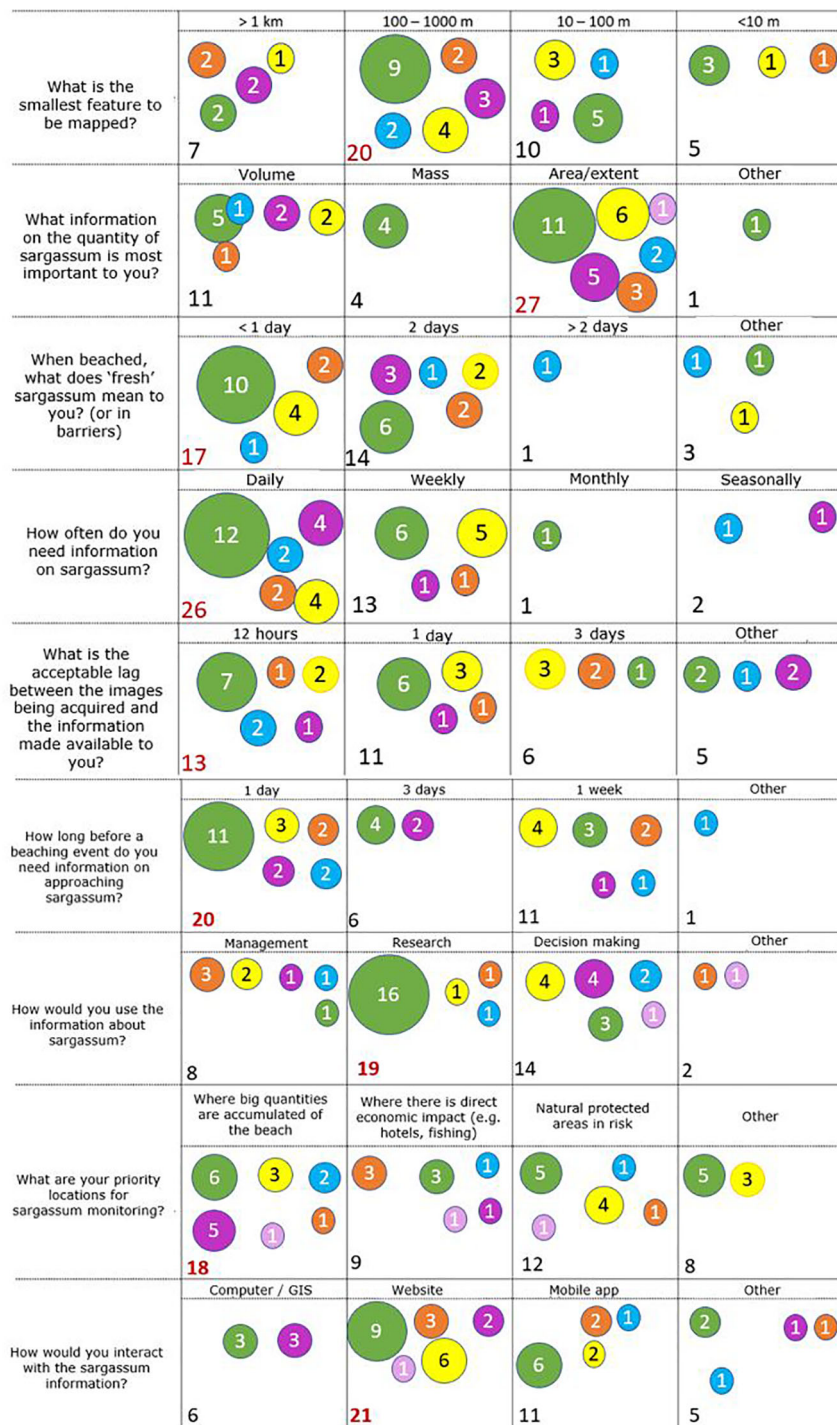 > 1 km 100 – 1000 m 10 – 100 m <10 m
What is the
smallest feature to
be mapped?
2 1 2 2
7
9 2 3 2 4
20
3 1 1 5
10
3 1 1
5
Volume Mass Area/extent Other
What information
on the quantity of
sargassum is most
important to you?
5 1 2 2 1
11
4
4
11 6 1 2 5 3
27
1
1
< 1 day 2 days > 2 days Other
When beached,
what does ‘fresh’
sargassum mean to
you? (or in
barriers)
10 2 4 1
17
3 1 2 2 6
14
1
1
1 1 1
3
Daily Weekly Monthly Seasonally
How often do you
need information
on sargassum?
12 4 2 2 4
26
6 5 1 1
13
1
1
1 1
2
12 hours 1 day 3 days Other
What is the
acceptable lag
between the images
being acquired and
the information
made available to
you?
7 1 2 2 1
13
6 3 1 1
11
3 2 1
6
2 1 2
5
1 day 3 days 1 week Other
How long before a
beaching event do you
need information on
approaching
sargassum?
11 3 2 2 2
20
4 2
6
4 3 2 1 1
11
1
1
Management Research Decision making Other
How would you use
the information about
sargassum?
3 2 1 1 1
8
16 1 1 1
19
4 4 2 3 1
14
1 1
2
Where big quantities
are accumulated of
the beach
Where there is direct
economic impact (e.g.
hotels, fishing)
Natural protected
areas in risk
Other
What are your priority
locations for
sargassum monitoring?
6 3 2 5 1 1
18
3 3 1 1 1
9
5 1 4 1 1
12
5 3
8
Computer / GIS Website Mobile app Other
How would you interact
with the sargassum
information?
3 3
6
9 3 2 1 6
21
2 1 2 6
11
2 1 1 1
5